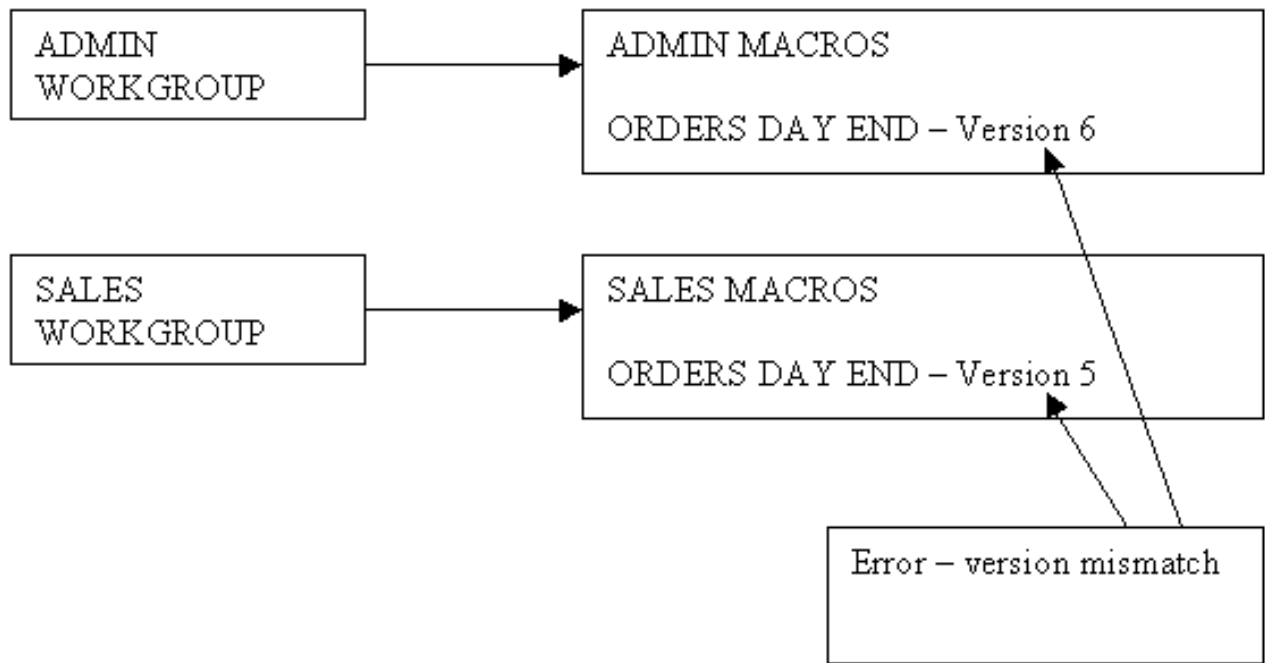 ADMIN
WORKGROUP
ADMIN MACROS
ORDERS DAY END – Version 6
SALES
WORKGROUP
SALES MACROS
ORDERS DAY END – Version 5
Error – version mismatch